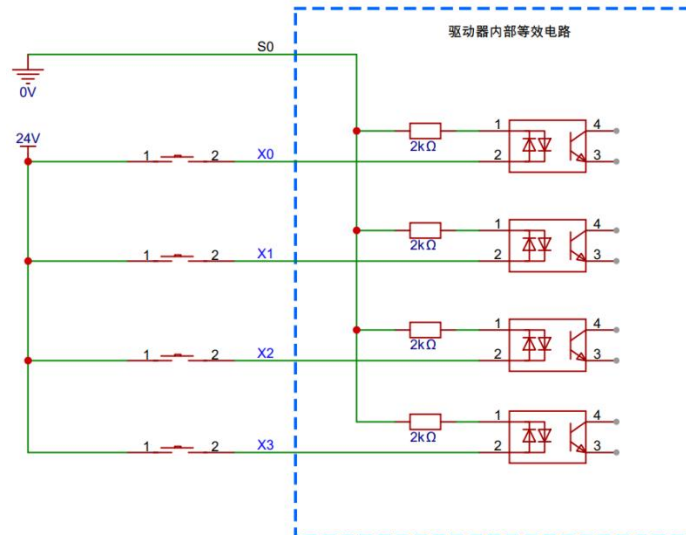 驱动器内部等效电路
S0
0V
24V
1 2 X0 2kΩ 1 2 4 3
1 2 X1 2kΩ 1 2 4 3
1 2 X2 2kΩ 1 2 4 3
1 2 X3 2kΩ 1 2 4 3